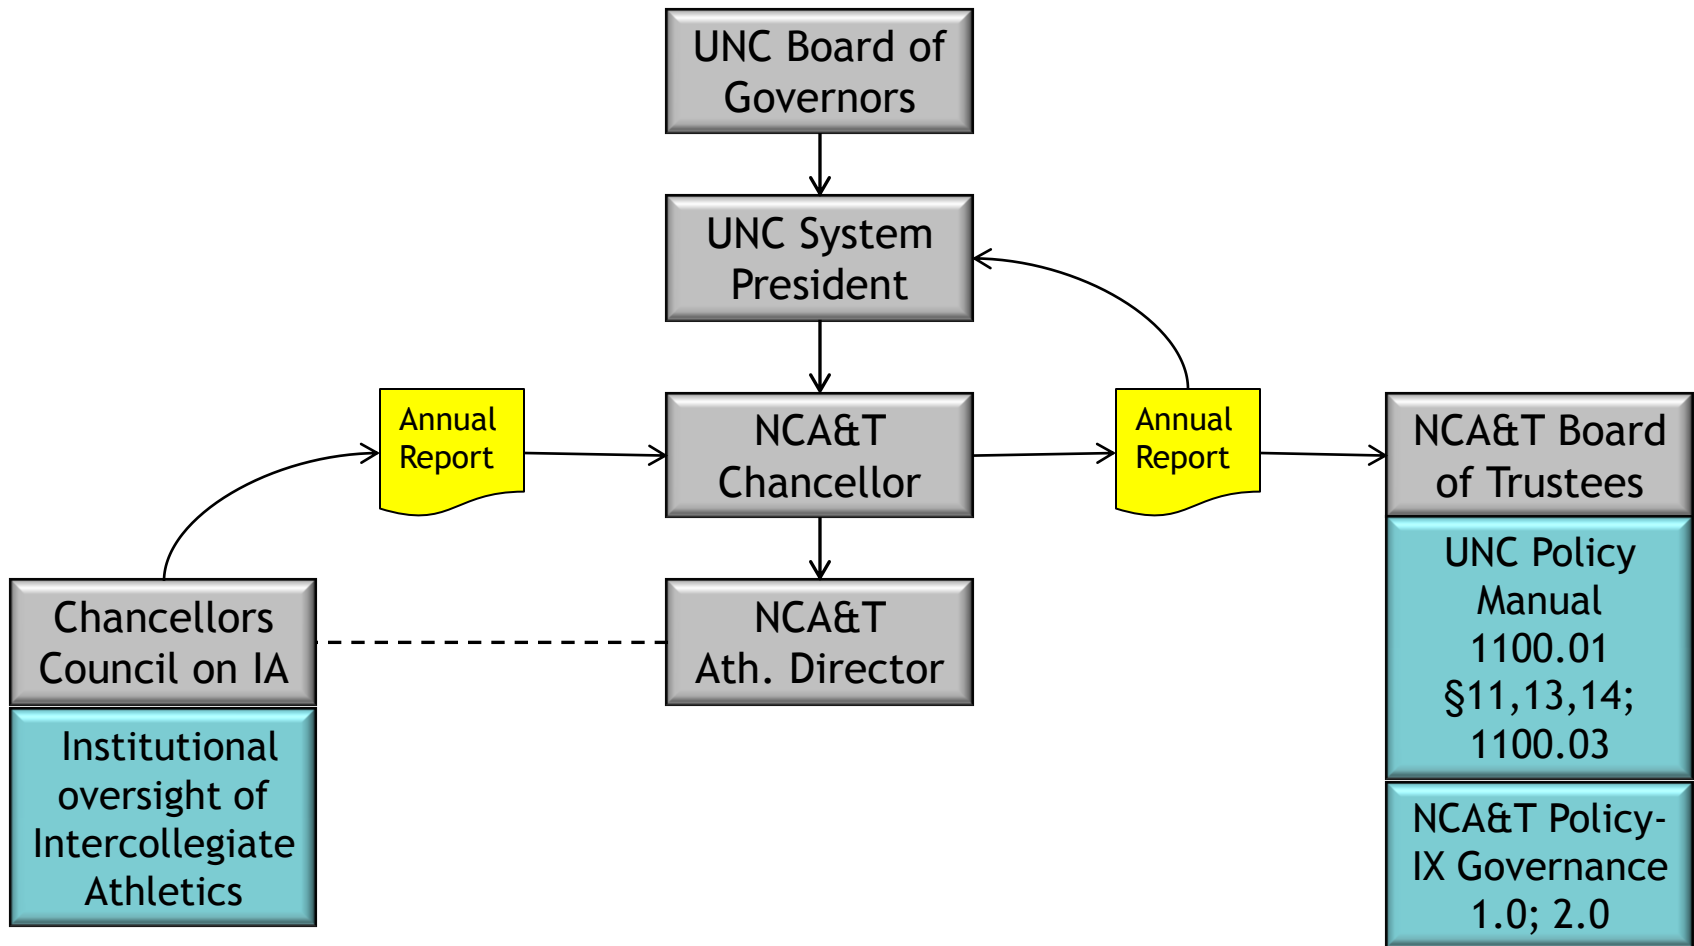 UNC Board of
Governors
UNC System
President
Annual
Report
NCA&T
Chancellor
Annual
Report
NCA&T Board
of Trustees
UNC Policy
Manual
1100.01
§11,13,14;
1100.03
NCA&T Policy-
IX Governance
1.0; 2.0
Chancellors
Council on IA
Institutional
oversight of
Intercollegiate
Athletics
NCA&T
Ath. Director